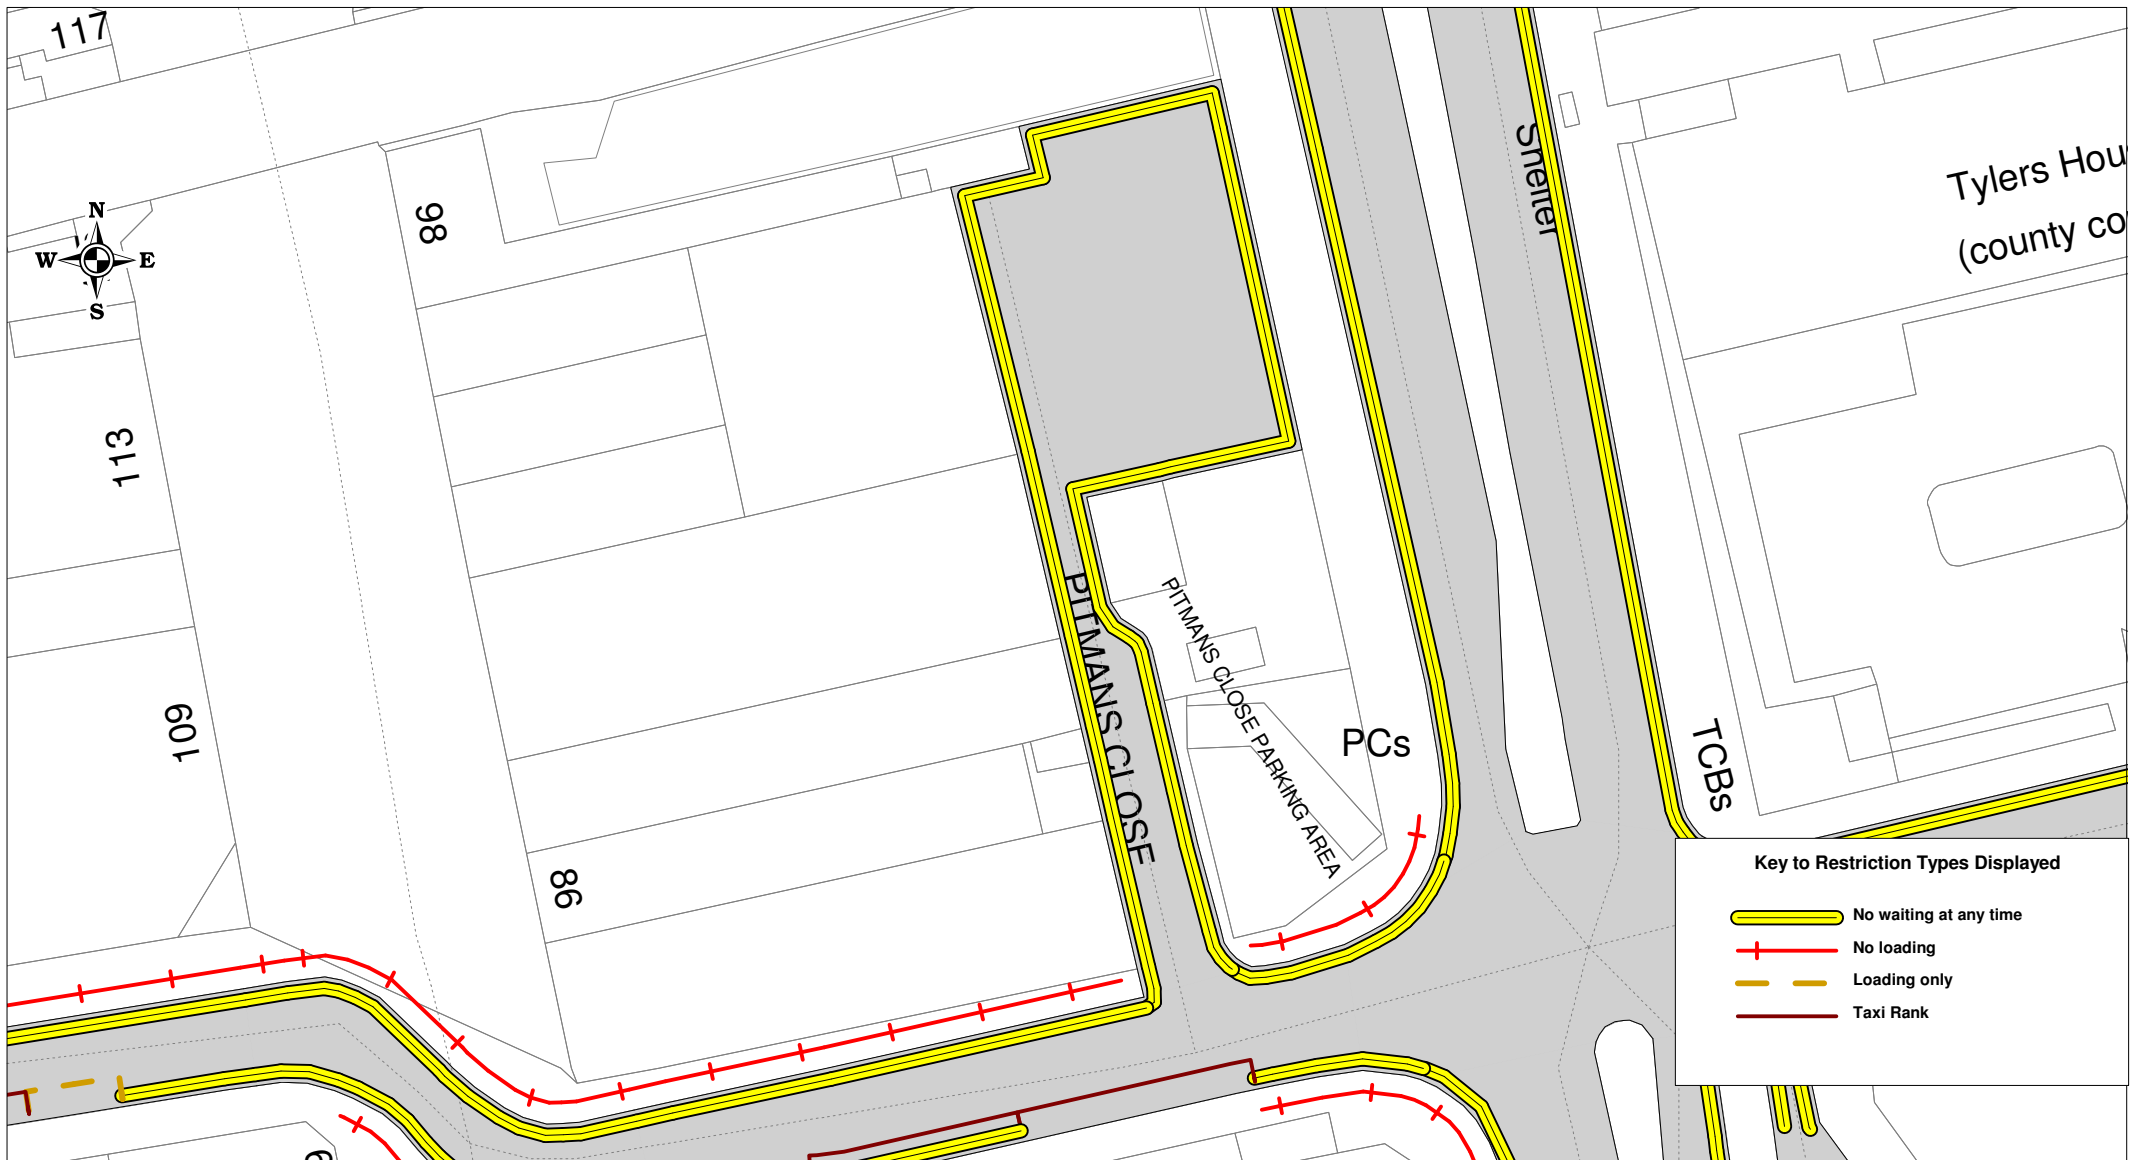 117
Shelter
Tylers Hou
(county co
N
W E
S
98
113
109
PITMANS CLOSE
PITMANS CLOSE PARKING AREA
PCs
TCBs
86
Key to Restriction Types Displayed
No waiting at any time
No loading
Loading only
Taxi Rank